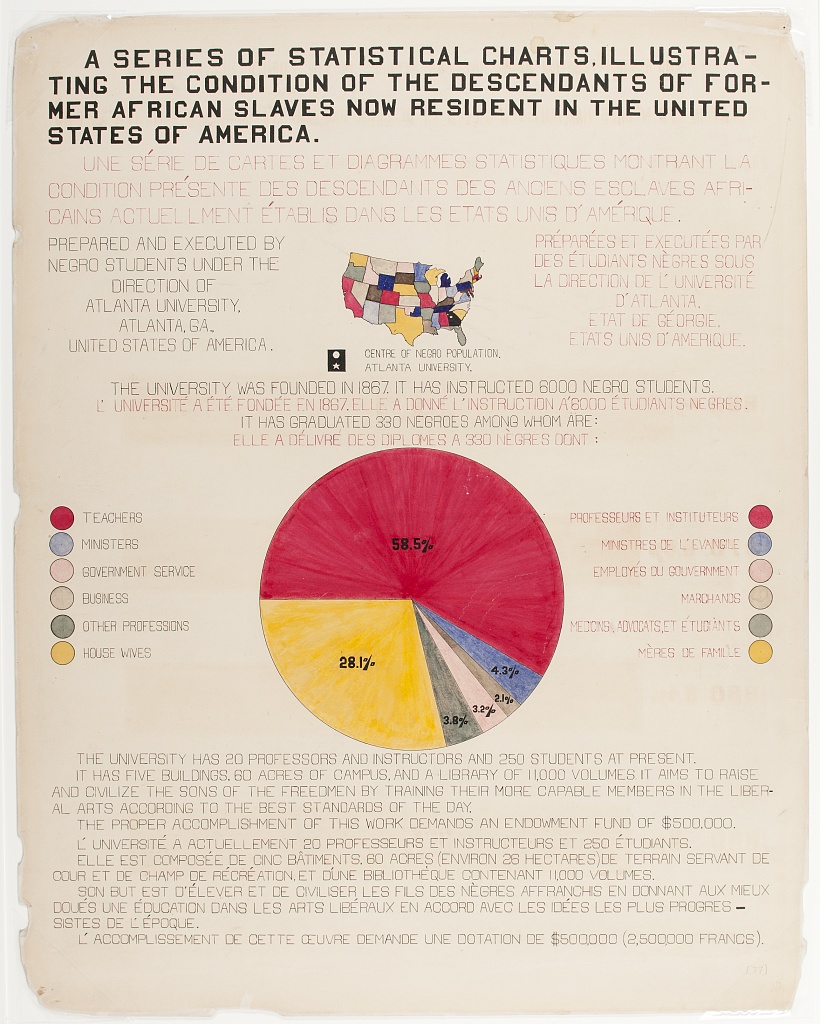 A SERIES OF STATISTICAL CHARTS, ILLUSTRA-
TING THE CONDITION OF THE DESCENDANTS OF FOR-
MER AFRICAN SLAVES NOW RESIDENT IN THE UNITED
STATES OF AMERICA.
UNE SÉRIE DE CARTES ET DIAGRAMMES STATISTIQUES MONTRANT LA
CONDITION PRÉSENTE DES DESCENDANTS DES ANCIENS ESCLAVES AFRI-
CAINS ACTUELLMENT ÉTABLIS DANS LES ETATS UNIS D'AMÉRIQUE.
PREPARED AND EXECUTED BY
NEGRO STUDENTS UNDER THE
DIRECTION OF
ATLANTA UNIVERSITY.
ATLANTA, GA.
UNITED STATES OF AMERICA.
PRÉPARÉES ET EXECUTÉES PAR
DES ÉTUDIANTS NÈGRES SOUS
LA DIRECTION DE L'UNIVERSITÉ
D'ATLANTA.
ETAT DE GÉORGIE.
ETATS UNIS D'AMERIQUE.
CENTRE OF NEGRO POPULATION.
ATLANTA UNIVERSITY.
THE UNIVERSITY WAS FOUNDED IN 1867. IT HAS INSTRUCTED 6000 NEGRO STUDENTS.
L' UNIVERSITÉ A ÉTÉ FONDÉE EN 1867. ELLE A DONNÉ L'INSTRUCTION A' 6000 ÉTUDIANTS NEGRES.
IT HAS GRADUATED 330 NEGROES AMONG WHOM ARE:
ELLE A DÉLIVRÉ DES DIPLOMES A 330 NÈGRES DONT :
TEACHERS
MINISTERS
GOVERNMENT SERVICE
BUSINESS
OTHER PROFESSIONS
HOUSE WIVES
58.5%
28.1%
4.3%
2.1%
3.2%
3.8%
PROFESSEURS ET INSTITUTEURS
MINISTRES DE L'EVANGILE
EMPLOYÉS DU GOUVERNMENT
MARCHANDS
MEDCINS, ADVOCATS, ET ÉTUDIANTS
MÈRES DE FAMILLE
THE UNIVERSITY HAS 20 PROFESSORS AND INSTRUCTORS AND 250 STUDENTS AT PRESENT.
IT HAS FIVE BUILDINGS, 60 ACRES OF CAMPUS, AND A LIBRARY OF 11,000 VOLUMES. IT AIMS TO RAISE
AND CIVILIZE THE SONS OF THE FREEDMEN BY TRAINING THEIR MORE CAPABLE MEMBERS IN THE LIBER-
AL ARTS ACCORDING TO THE BEST STANDARDS OF THE DAY.
THE PROPER ACCOMPLISHMENT OF THIS WORK DEMANDS AN ENDOWMENT FUND OF $500,000.
L' UNIVERSITÉ A ACTUELLEMENT 20 PROFESSEURS ET INSTRUCTEURS ET 250 ÉTUDIANTS.
ELLE EST COMPOSÉE DE CINQ BÂTIMENTS, 60 ACRES (ENVIRON 26 HECTARES) DE TERRAIN SERVANT DE
COUR ET DE CHAMP DE RÉCRÉATION, ET D'UNE BIBLIOTHÈQUE CONTENANT 11,000 VOLUMES.
SON BUT EST D'ÉLEVER ET DE CIVILISER LES FILS DES NÈGRES AFFRANCHIS EN DONNANT AUX MIEUX
DOUÉS UNE ÉDUCATION DANS LES ARTS LIBÉRAUX EN ACCORD AVEC LES IDÉES LES PLUS PROGRES-
SISTES DE L'ÉPOQUE.
L' ACCOMPLISSEMENT DE CETTE ŒUVRE DEMANDE UNE DOTATION DE $500,000 (2,500,000 FRANCS).